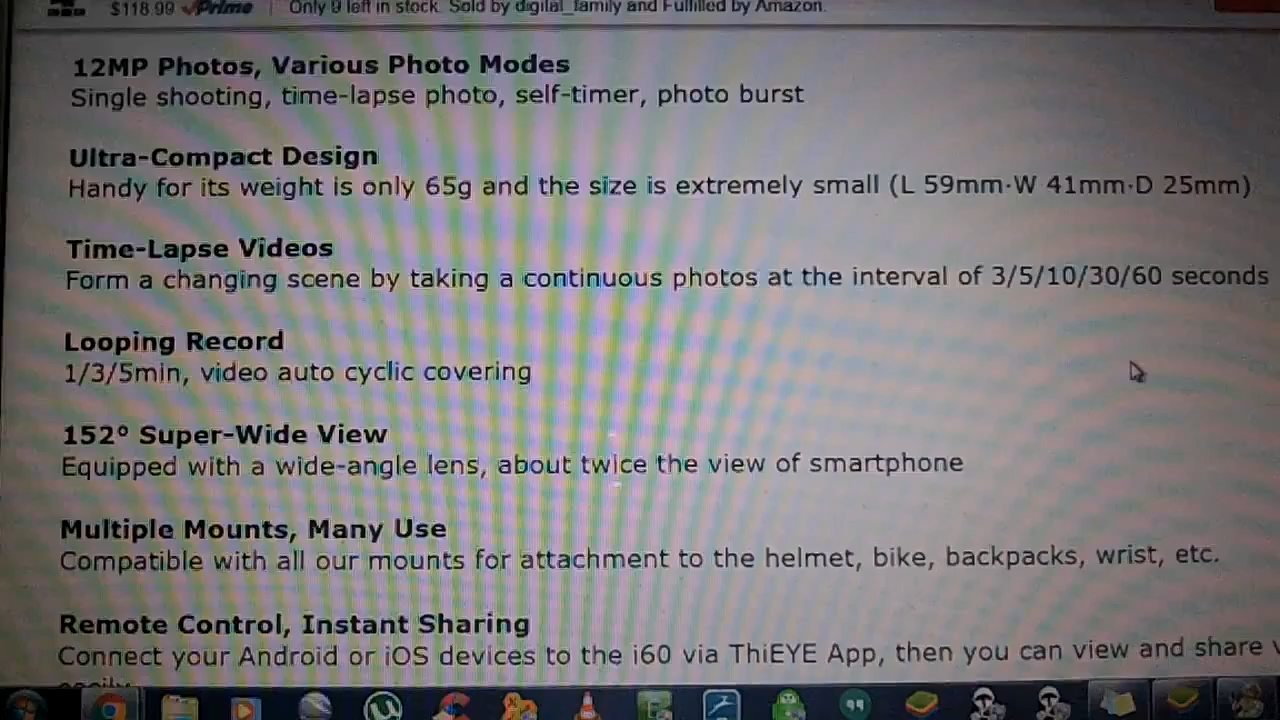 $118.99 Prime | Only 9 left in stock. Sold by digital_family and Fulfilled by Amazon.
12MP Photos, Various Photo Modes
Single shooting, time-lapse photo, self-timer, photo burst
Ultra-Compact Design
Handy for its weight is only 65g and the size is extremely small (L 59mm·W 41mm·D 25mm)
Time-Lapse Videos
Form a changing scene by taking a continuous photos at the interval of 3/5/10/30/60 seconds
Looping Record
1/3/5min, video auto cyclic covering
152° Super-Wide View
Equipped with a wide-angle lens, about twice the view of smartphone
Multiple Mounts, Many Use
Compatible with all our mounts for attachment to the helmet, bike, backpacks, wrist, etc.
Remote Control, Instant Sharing
Connect your Android or iOS devices to the i60 via ThiEYE App, then you can view and share
easily